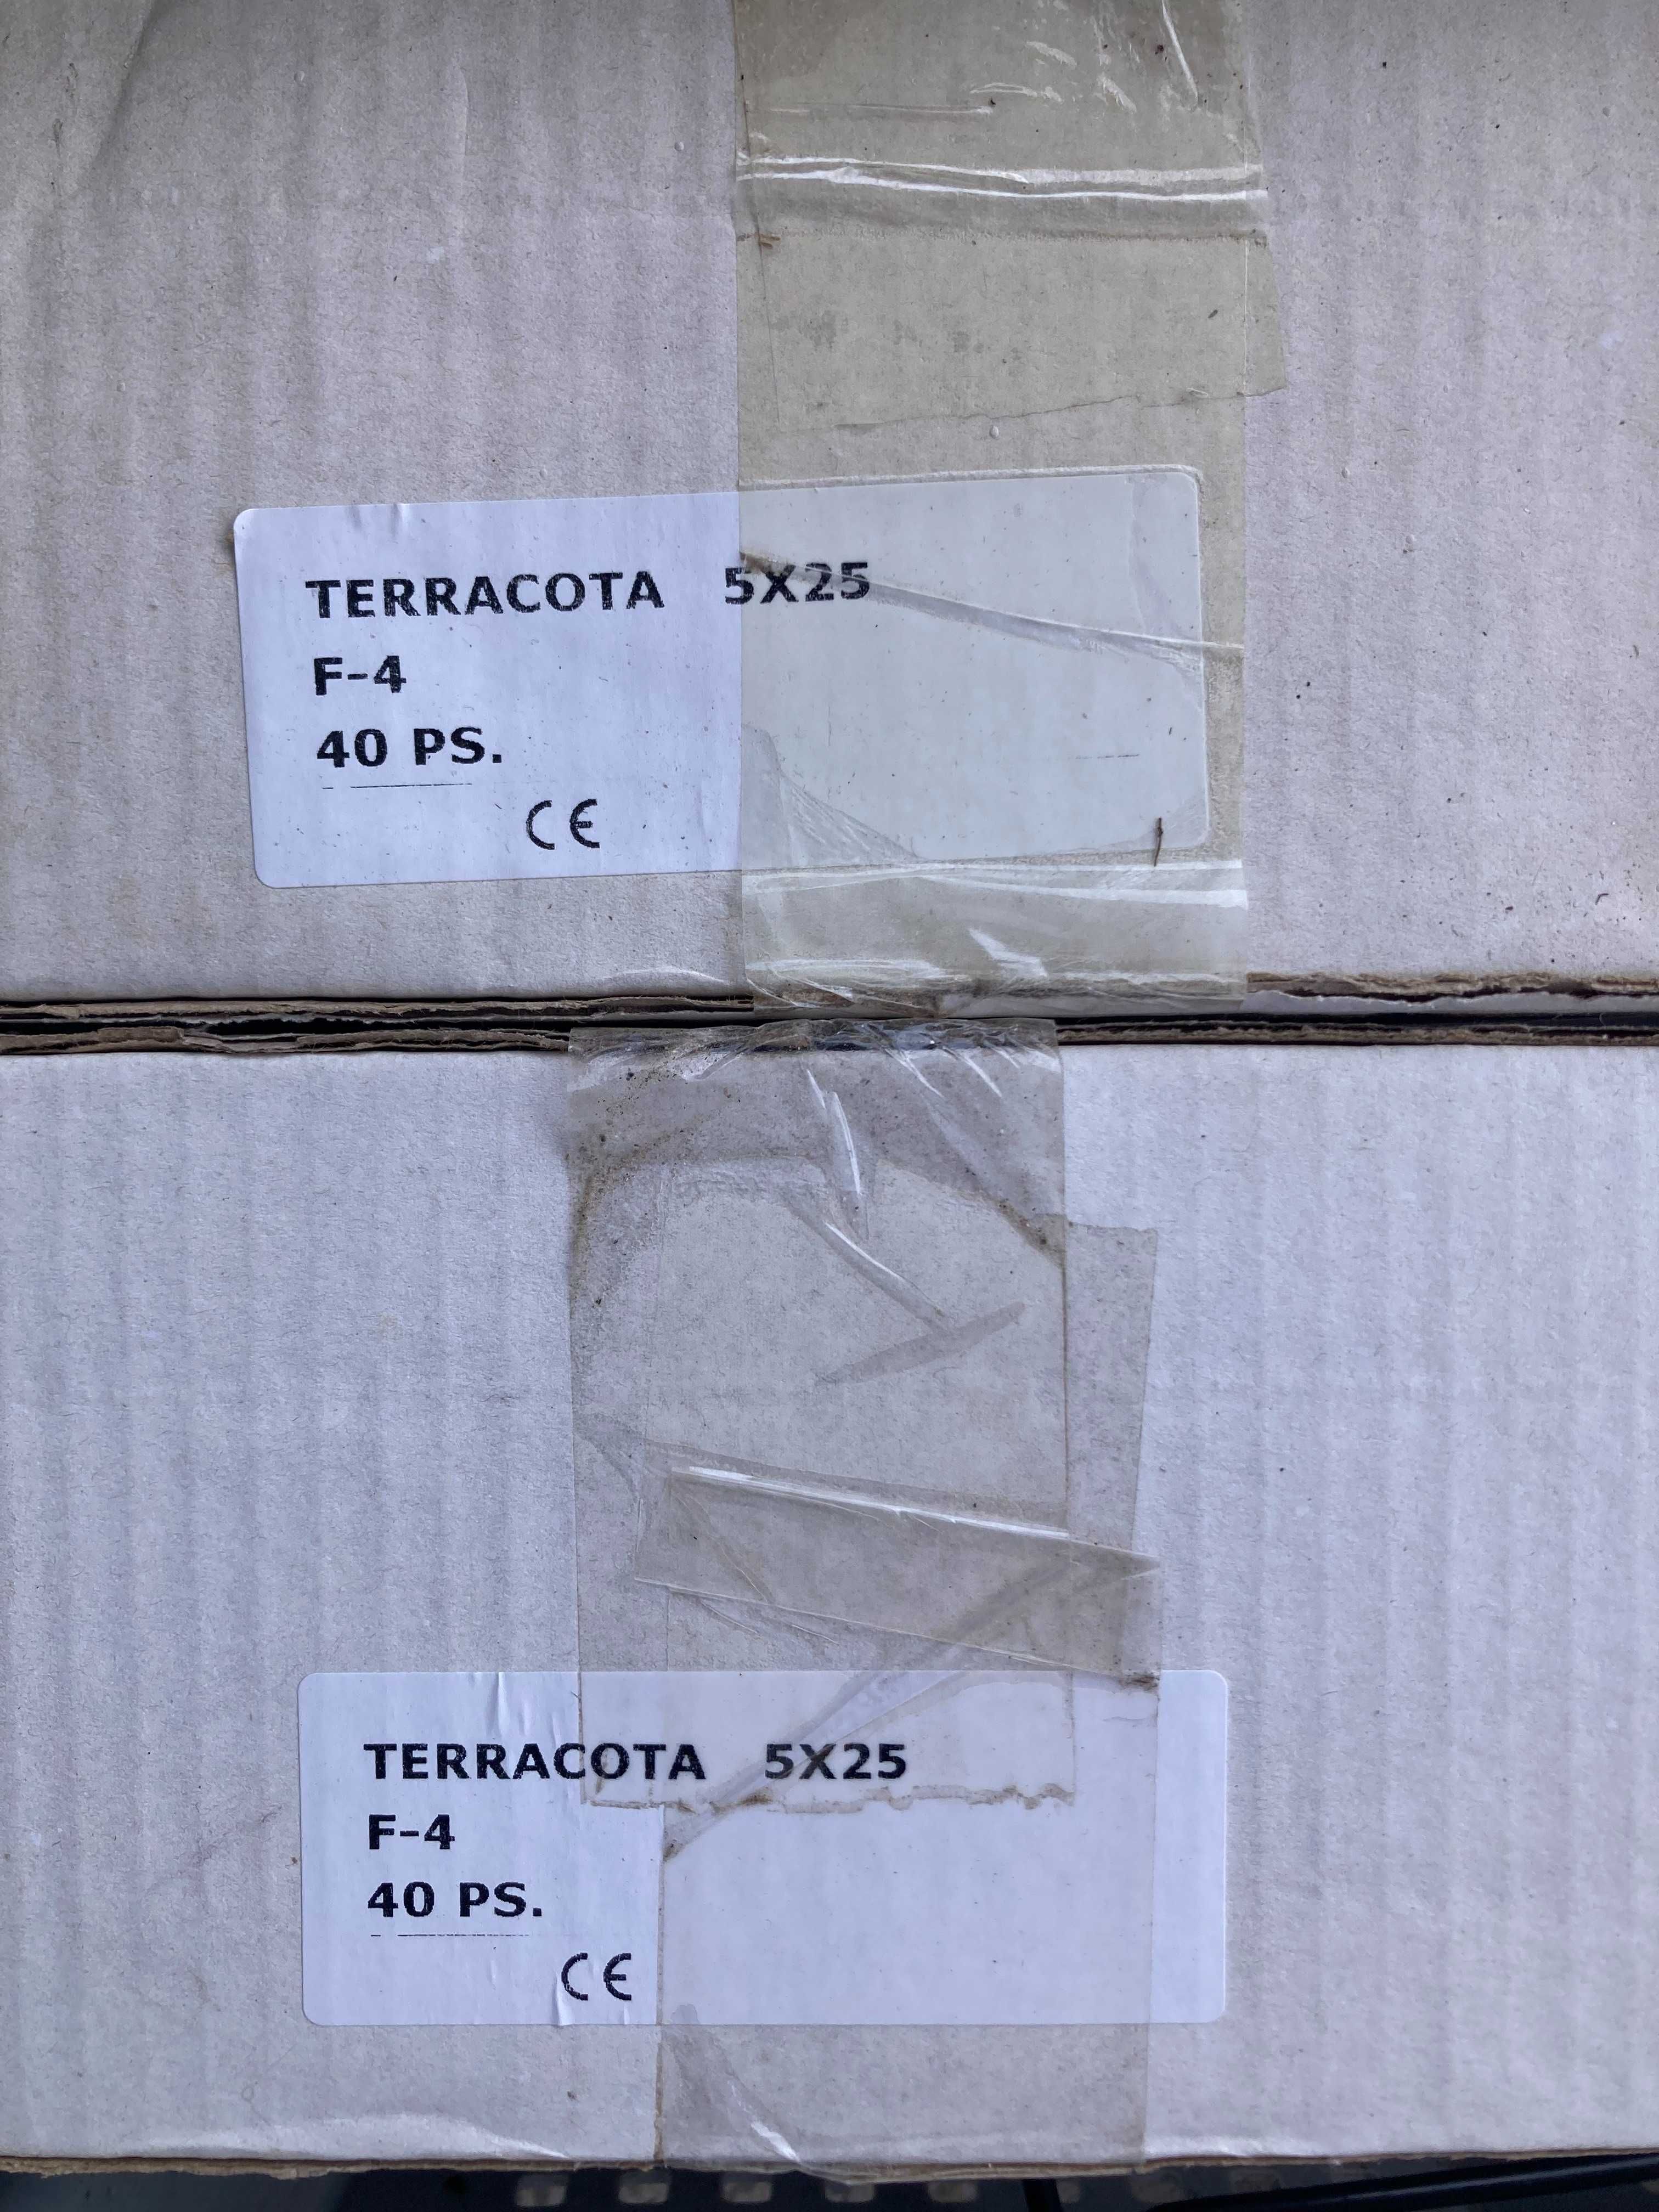 TERRACOTA 5X25
F-4
40 PS.
CE
TERRACOTA 5X25
F-4
40 PS.
CE